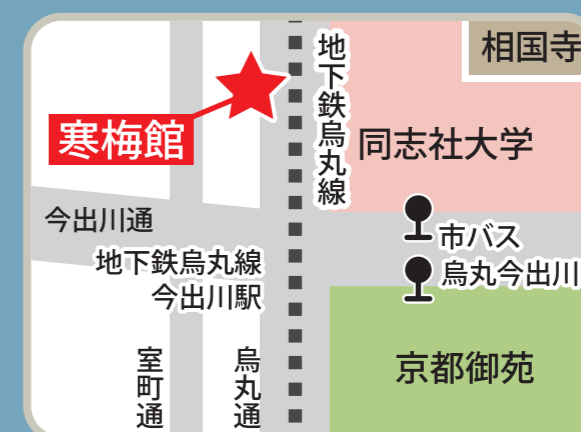 相国寺
地下鉄烏丸線
寒梅館
同志社大学
今出川通
市バス
烏丸今出川
地下鉄烏丸線
今出川駅
室町通
烏丸通
京都御苑